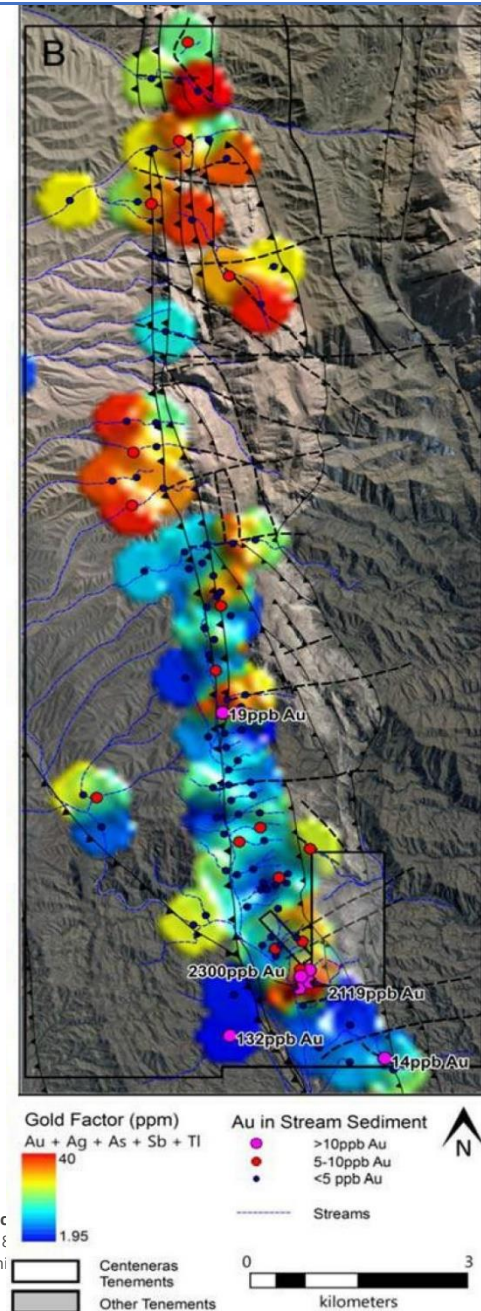 B
19ppb Au
2300ppb Au
2119ppb Au
132ppb Au
14ppb Au
Gold Factor (ppm)
Au + Ag + As + Sb + Tl
40
1.95
Au in Stream Sediment
>10ppb Au
5-10ppb Au
<5 ppb Au
Streams
N
Centeneras
Tenements
Other Tenements
0 3
kilometers